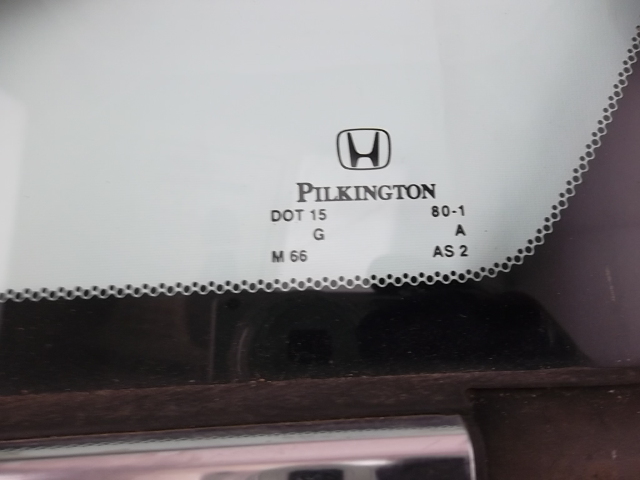 PILKINGTON
DOT 15 80-1
G A
M 66 AS 2